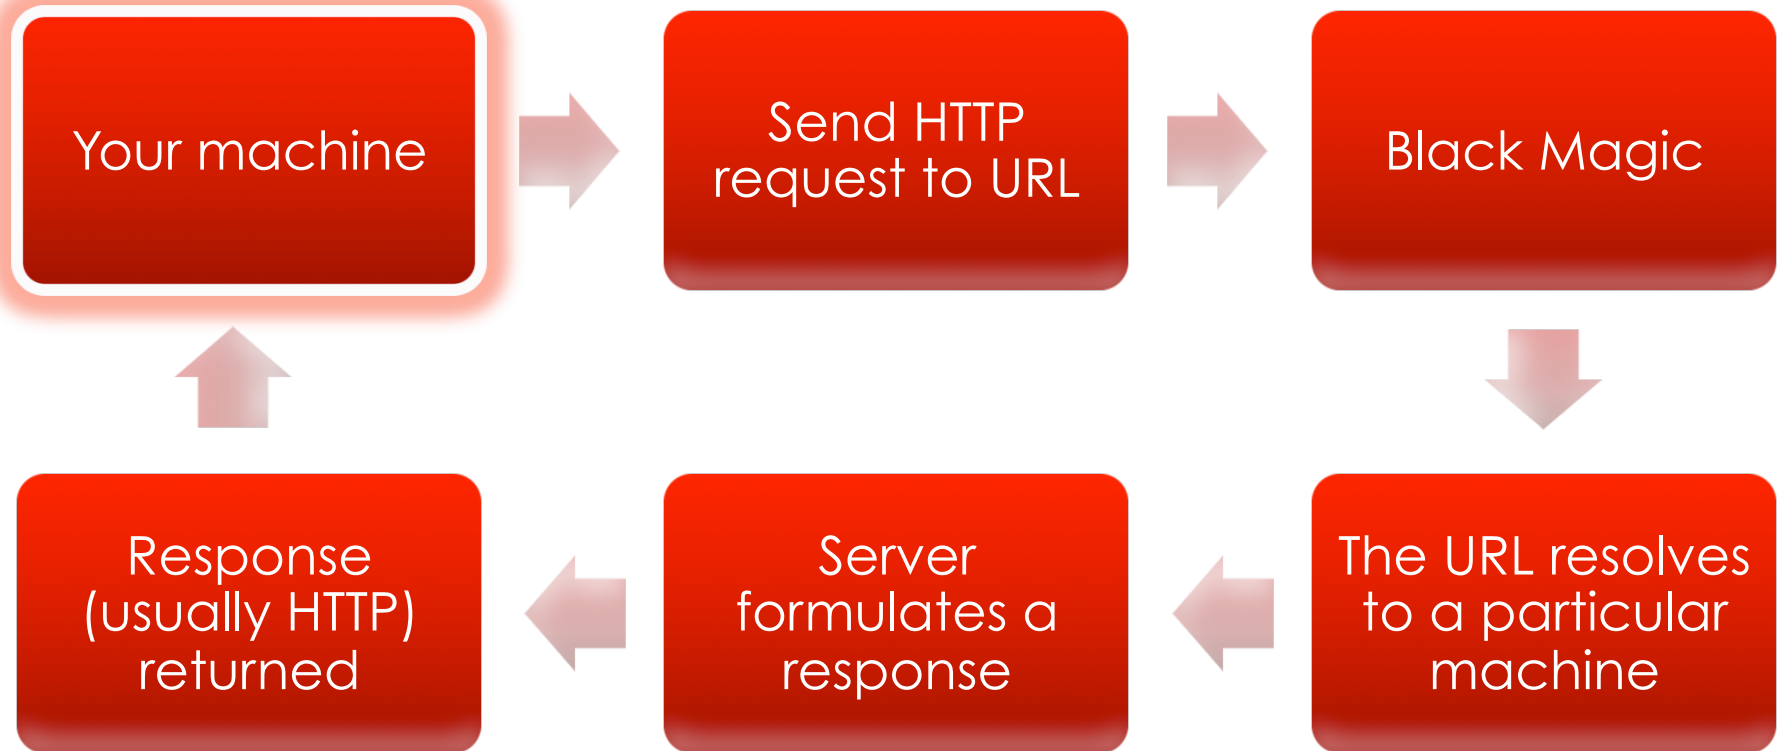 Your machine
Send HTTP
request to URL
Black Magic
The URL resolves
to a particular
machine
Server
formulates a
response
Response
(usually HTTP)
returned